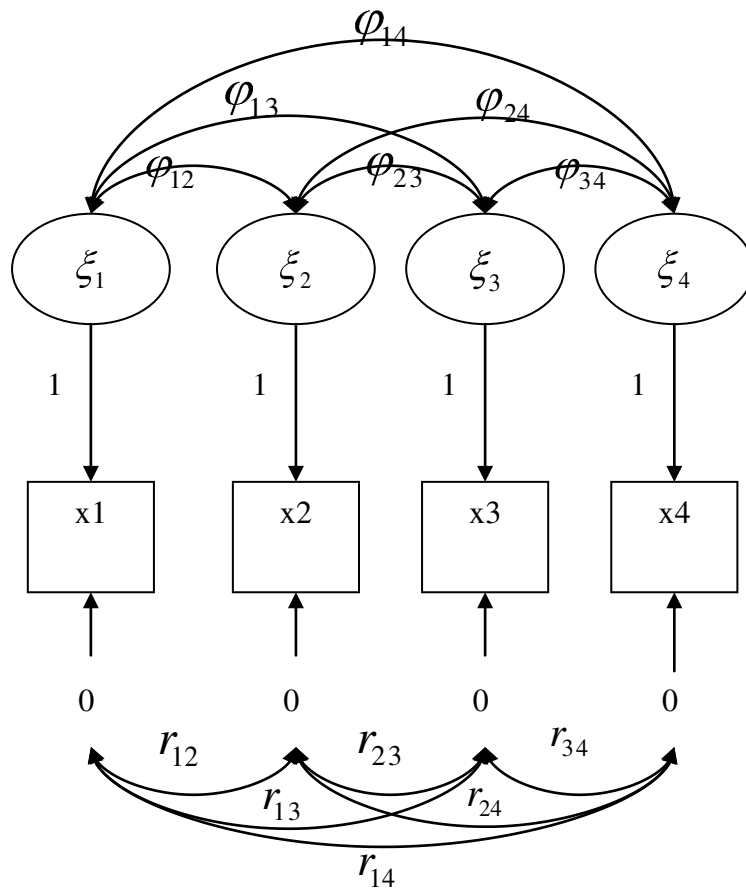 φ₁₄
φ₁₃ φ₂₄
φ₁₂ φ₂₃ φ₃₄
ξ₁ ξ₂ ξ₃ ξ₄
1 1 1 1
x1 x2 x3 x4
0 0 0 0
r₁₂ r₂₃ r₃₄
r₁₃ r₂₄
r₁₄